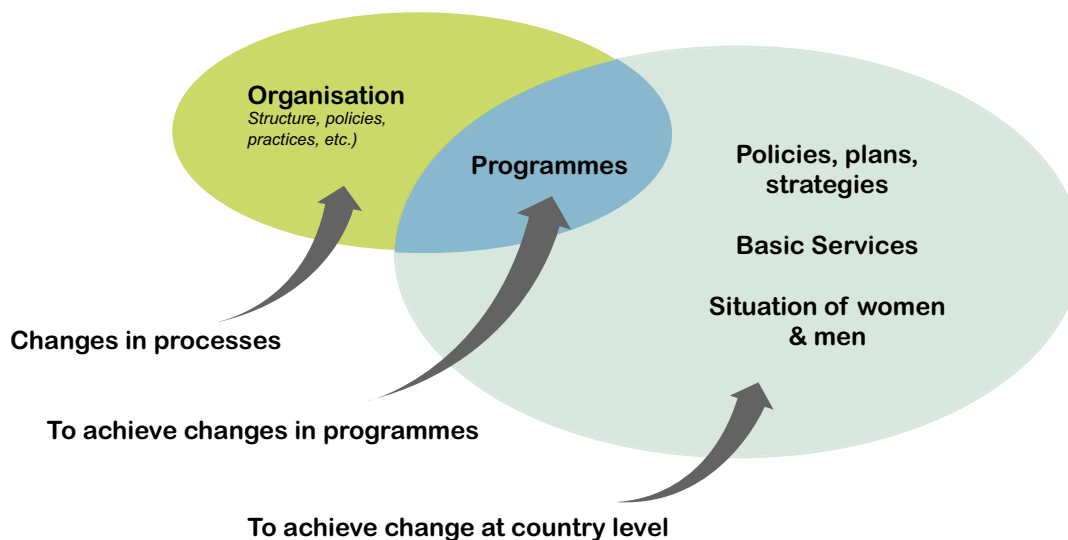 Organisation
Structure, policies,
practices, etc.)
Programmes
Policies, plans,
strategies
Basic Services
Situation of women
& men
Changes in processes
To achieve changes in programmes
To achieve change at country level